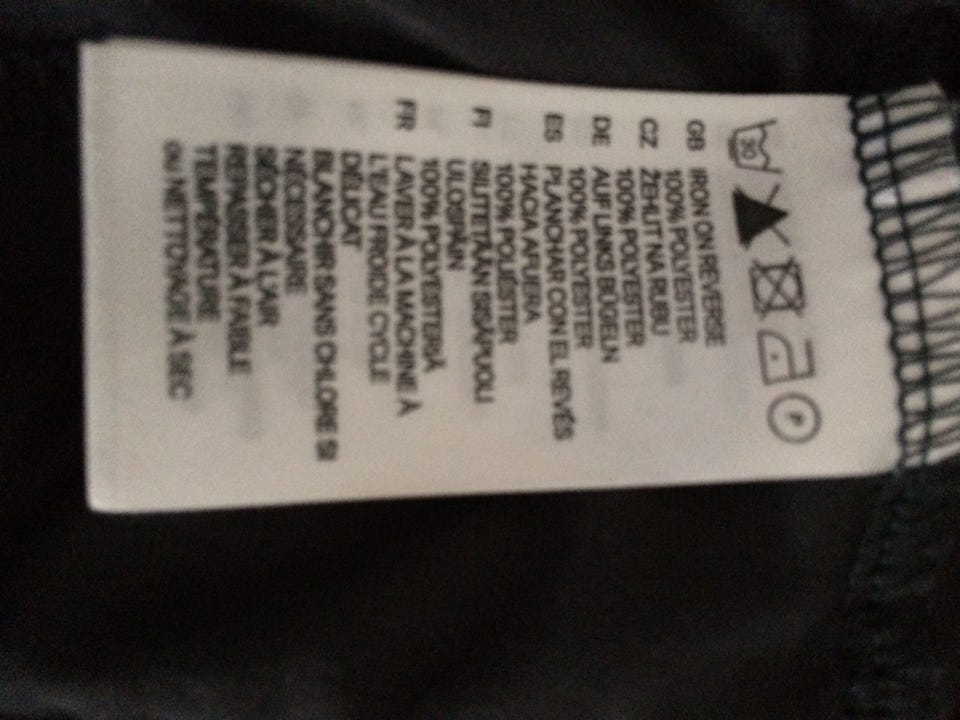 30
P
GB IRON ON REVERSE
100% POLYESTER
CZ ŽEHLIT NA RUBU
100% POLYESTER
DE AUF LINKS BÜGELN
100% POLYESTER
ES PLANCHAR CON EL REVÉS
HACIA AFUERA
100% POLIÉSTER
FI SILITETÄÄN SISÄPUOLI
ULOSPÄIN
100% POLYESTERIÄ
FR LAVER À LA MACHINE À
L'EAU FROIDE CYCLE
DÉLICAT
BLANCHIR SANS CHLORE SI
NÉCESSAIRE
SÉCHER À L'AIR
REPASSER À FAIBLE
TEMPÉRATURE
ou NETTOYAGE À SEC